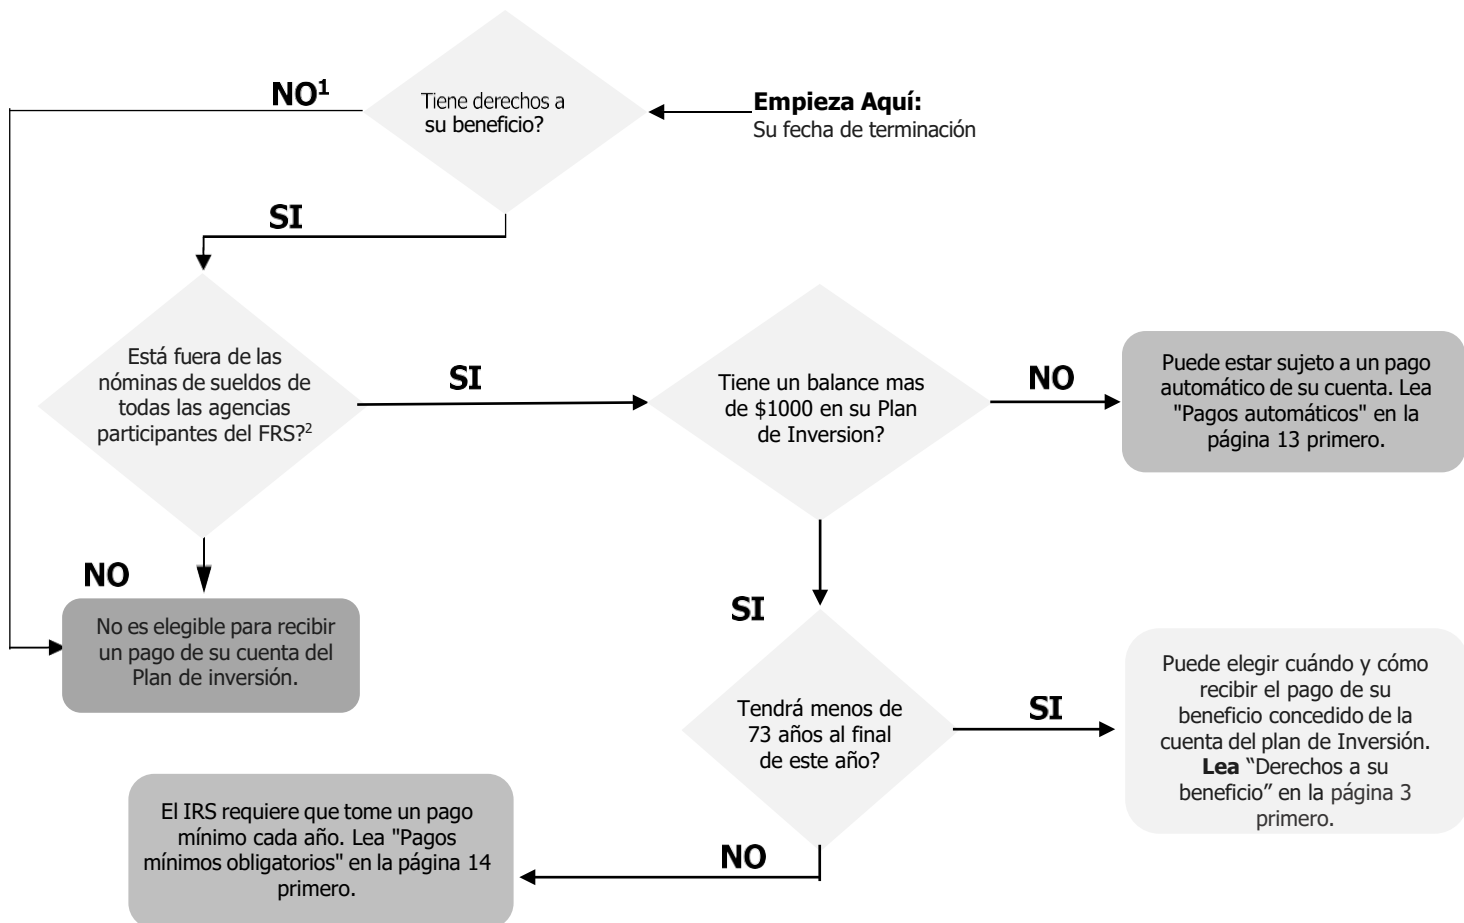 Empieza Aquí:
Su fecha de terminación
Tiene derechos a
su beneficio?
NO¹
SI
Está fuera de las
nóminas de sueldos de
todas las agencias
participantes del FRS?²
SI
Tiene un balance mas
de $1000 en su Plan
de Inversion?
NO
Puede estar sujeto a un pago
automático de su cuenta. Lea
"Pagos automáticos" en la
página 13 primero.
NO
No es elegible para recibir
un pago de su cuenta del
Plan de inversión.
SI
Tendrá menos de
73 años al final
de este año?
SI
Puede elegir cuándo y cómo
recibir el pago de su
beneficio concedido de la
cuenta del plan de Inversión.
Lea “Derechos a su
beneficio” en la página 3
primero.
NO
El IRS requiere que tome un pago
mínimo cada año. Lea "Pagos
mínimos obligatorios" en la página 14
primero.